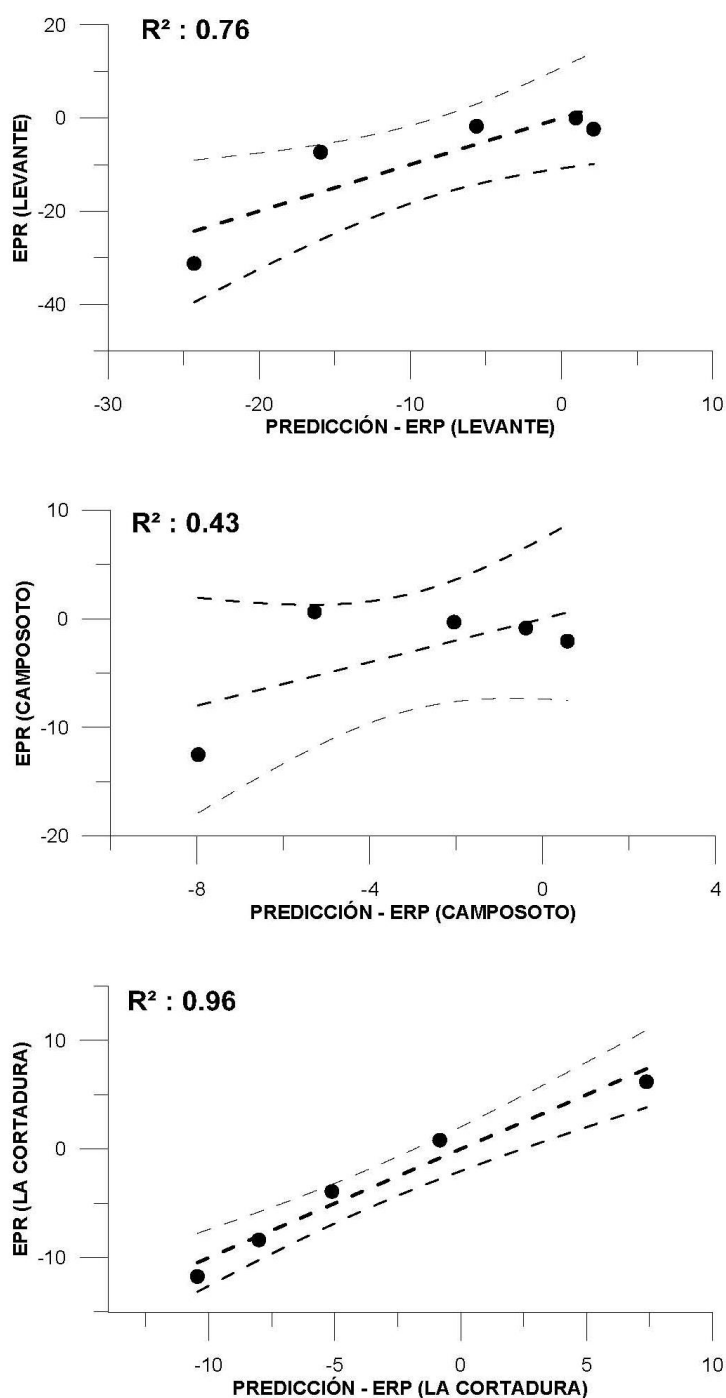 R² : 0.76
20
0
-20
-40
EPR (LEVANTE)
-30 -20 -10 0 10
PREDICCIÓN - ERP (LEVANTE)
R² : 0.43
10
0
-10
-20
EPR (CAMPOSOTO)
-8 -4 0 4
PREDICCIÓN - ERP (CAMPOSOTO)
R² : 0.96
10
0
-10
EPR (LA CORTADURA)
-10 -5 0 5 10
PREDICCIÓN - ERP (LA CORTADURA)